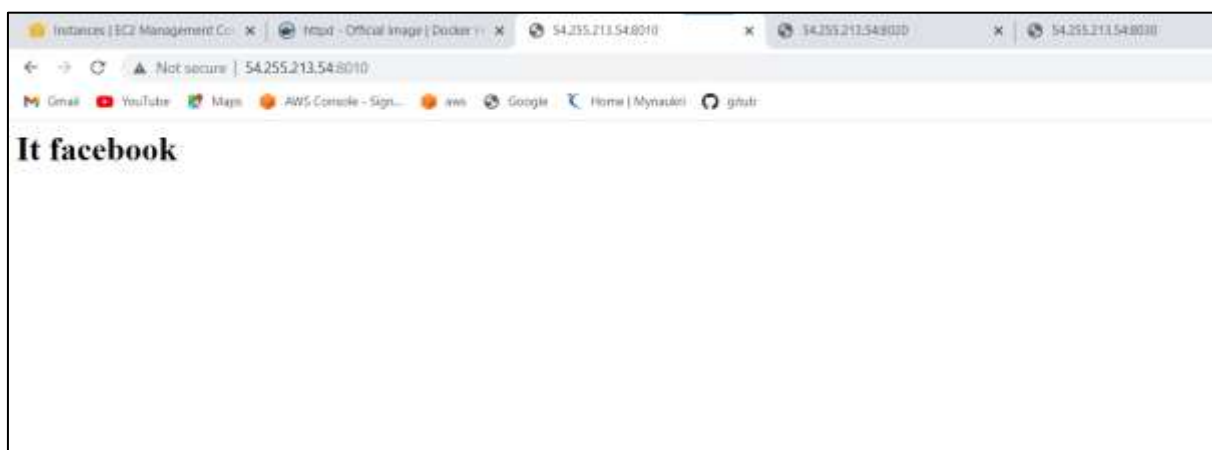 Instances | EC2 Management Co
httpd - Official Image | Docker
54.255.213.54:8010
54.255.213.54:8020
54.255.213.54:8030
Not secure | 54.255.213.54:8010
Gmail
YouTube
Maps
AWS Console - Sign...
aws
Google
Home | Mynaukri
github
It facebook